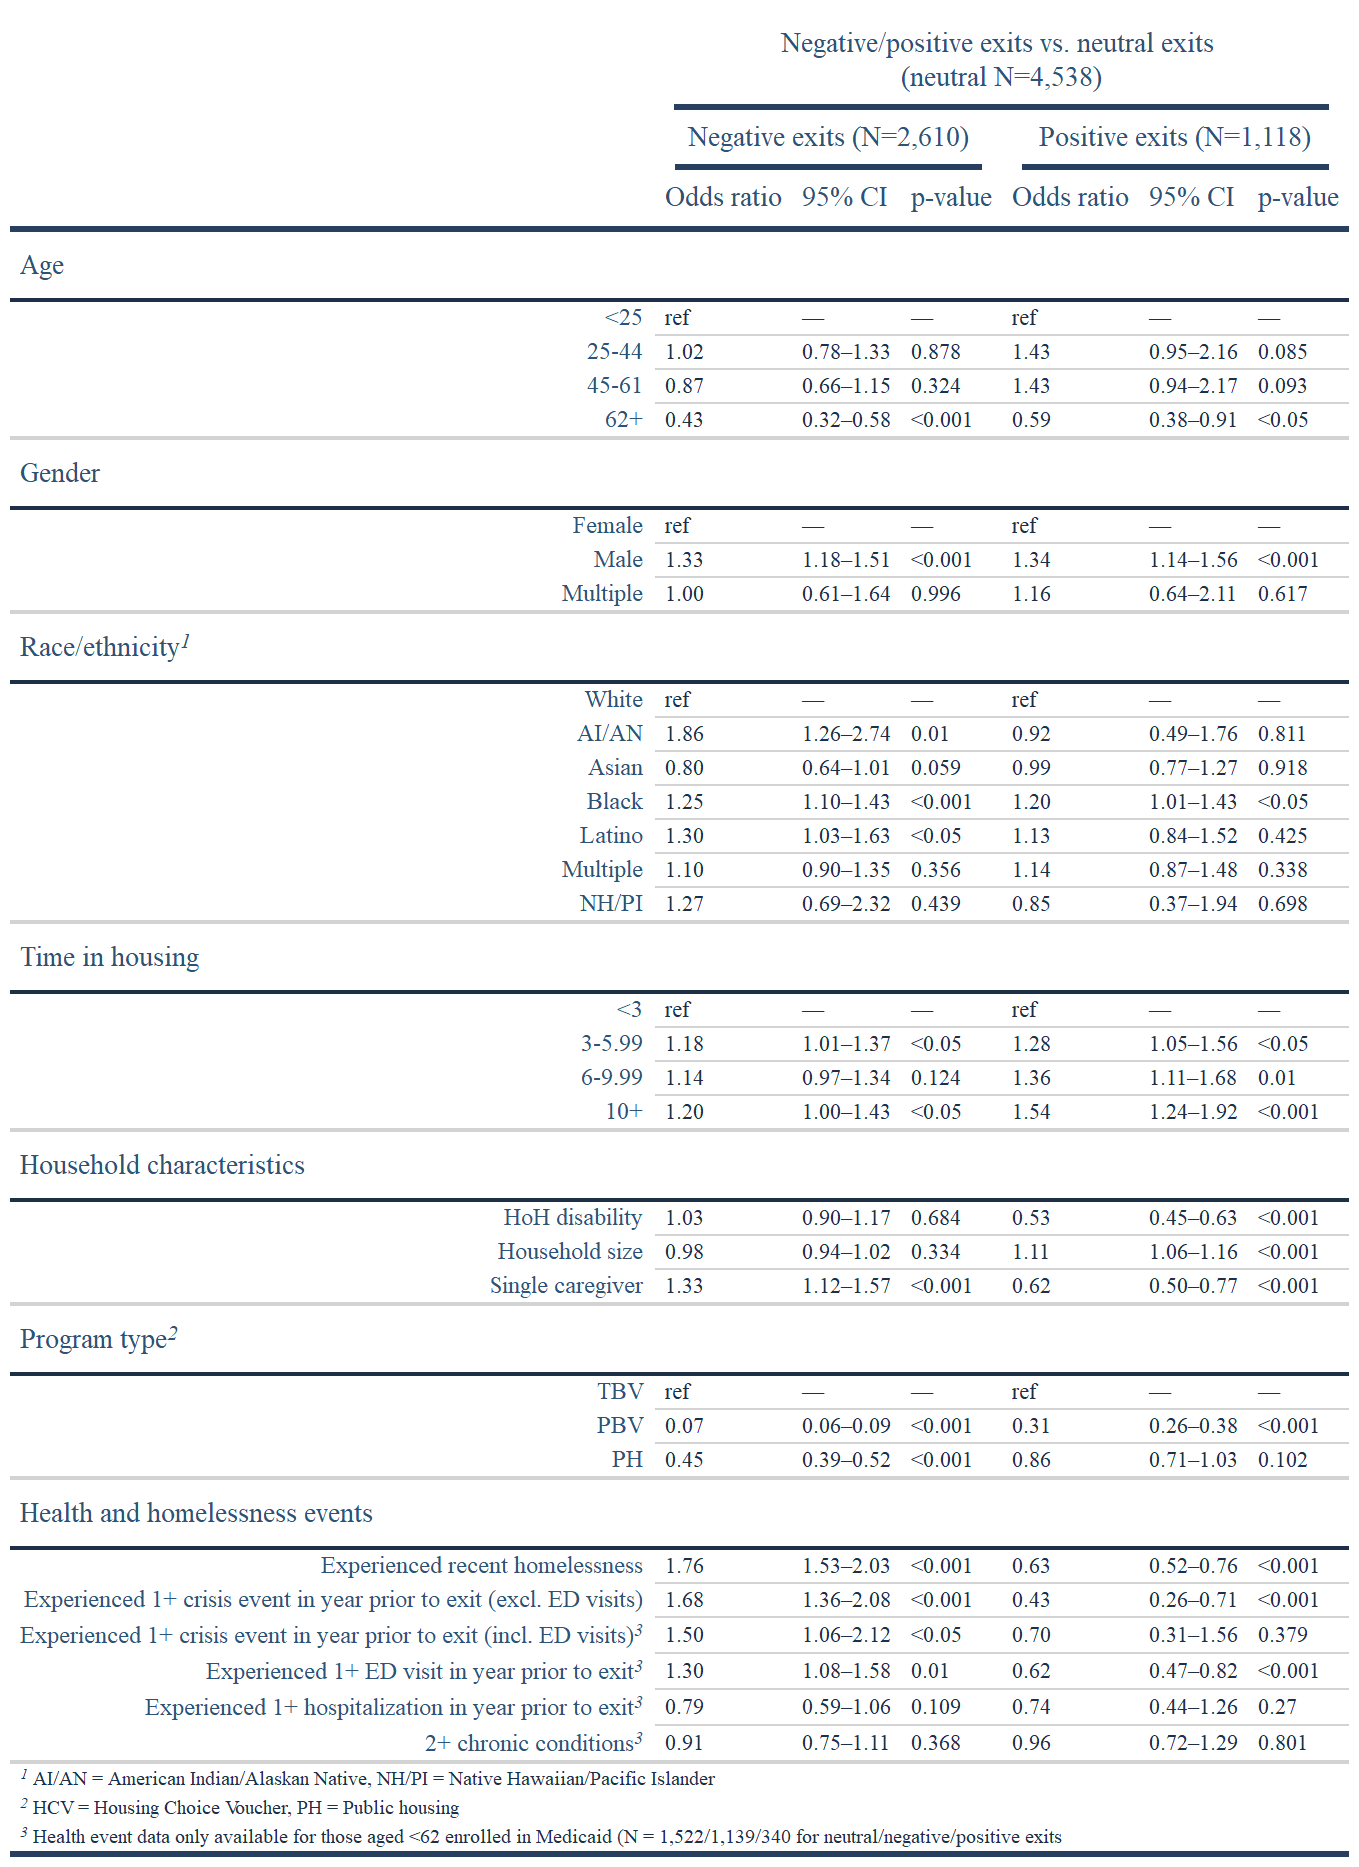 Negative/positive exits vs. neutral exits
(neutral N=4,538)
Negative exits (N=2,610) Positive exits (N=1,118)
Odds ratio 95% CI p-value Odds ratio 95% CI p-value
Age
<25 ref — — ref — —
25-44 1.02 0.78–1.33 0.878 1.43 0.95–2.16 0.085
45-61 0.87 0.66–1.15 0.324 1.43 0.94–2.17 0.093
62+ 0.43 0.32–0.58 <0.001 0.59 0.38–0.91 <0.05
Gender
Female ref — — ref — —
Male 1.33 1.18–1.51 <0.001 1.34 1.14–1.56 <0.001
Multiple 1.00 0.61–1.64 0.996 1.16 0.64–2.11 0.617
Race/ethnicity1
White ref — — ref — —
AI/AN 1.86 1.26–2.74 0.01 0.92 0.49–1.76 0.811
Asian 0.80 0.64–1.01 0.059 0.99 0.77–1.27 0.918
Black 1.25 1.10–1.43 <0.001 1.20 1.01–1.43 <0.05
Latino 1.30 1.03–1.63 <0.05 1.13 0.84–1.52 0.425
Multiple 1.10 0.90–1.35 0.356 1.14 0.87–1.48 0.338
NH/PI 1.27 0.69–2.32 0.439 0.85 0.37–1.94 0.698
Time in housing
<3 ref — — ref — —
3-5.99 1.18 1.01–1.37 <0.05 1.28 1.05–1.56 <0.05
6-9.99 1.14 0.97–1.34 0.124 1.36 1.11–1.68 0.01
10+ 1.20 1.00–1.43 <0.05 1.54 1.24–1.92 <0.001
Household characteristics
HoH disability 1.03 0.90–1.17 0.684 0.53 0.45–0.63 <0.001
Household size 0.98 0.94–1.02 0.334 1.11 1.06–1.16 <0.001
Single caregiver 1.33 1.12–1.57 <0.001 0.62 0.50–0.77 <0.001
Program type2
TBV ref — — ref — —
PBV 0.07 0.06–0.09 <0.001 0.31 0.26–0.38 <0.001
PH 0.45 0.39–0.52 <0.001 0.86 0.71–1.03 0.102
Health and homelessness events
Experienced recent homelessness 1.76 1.53–2.03 <0.001 0.63 0.52–0.76 <0.001
Experienced 1+ crisis event in year prior to exit (excl. ED visits) 1.68 1.36–2.08 <0.001 0.43 0.26–0.71 <0.001
Experienced 1+ crisis event in year prior to exit (incl. ED visits)3 1.50 1.06–2.12 <0.05 0.70 0.31–1.56 0.379
Experienced 1+ ED visit in year prior to exit3 1.30 1.08–1.58 0.01 0.62 0.47–0.82 <0.001
Experienced 1+ hospitalization in year prior to exit3 0.79 0.59–1.06 0.109 0.74 0.44–1.26 0.27
2+ chronic conditions3 0.91 0.75–1.11 0.368 0.96 0.72–1.29 0.801
1 AI/AN = American Indian/Alaskan Native, NH/PI = Native Hawaiian/Pacific Islander
2 HCV = Housing Choice Voucher, PH = Public housing
3 Health event data only available for those aged <62 enrolled in Medicaid (N = 1,522/1,139/340 for neutral/negative/positive exits